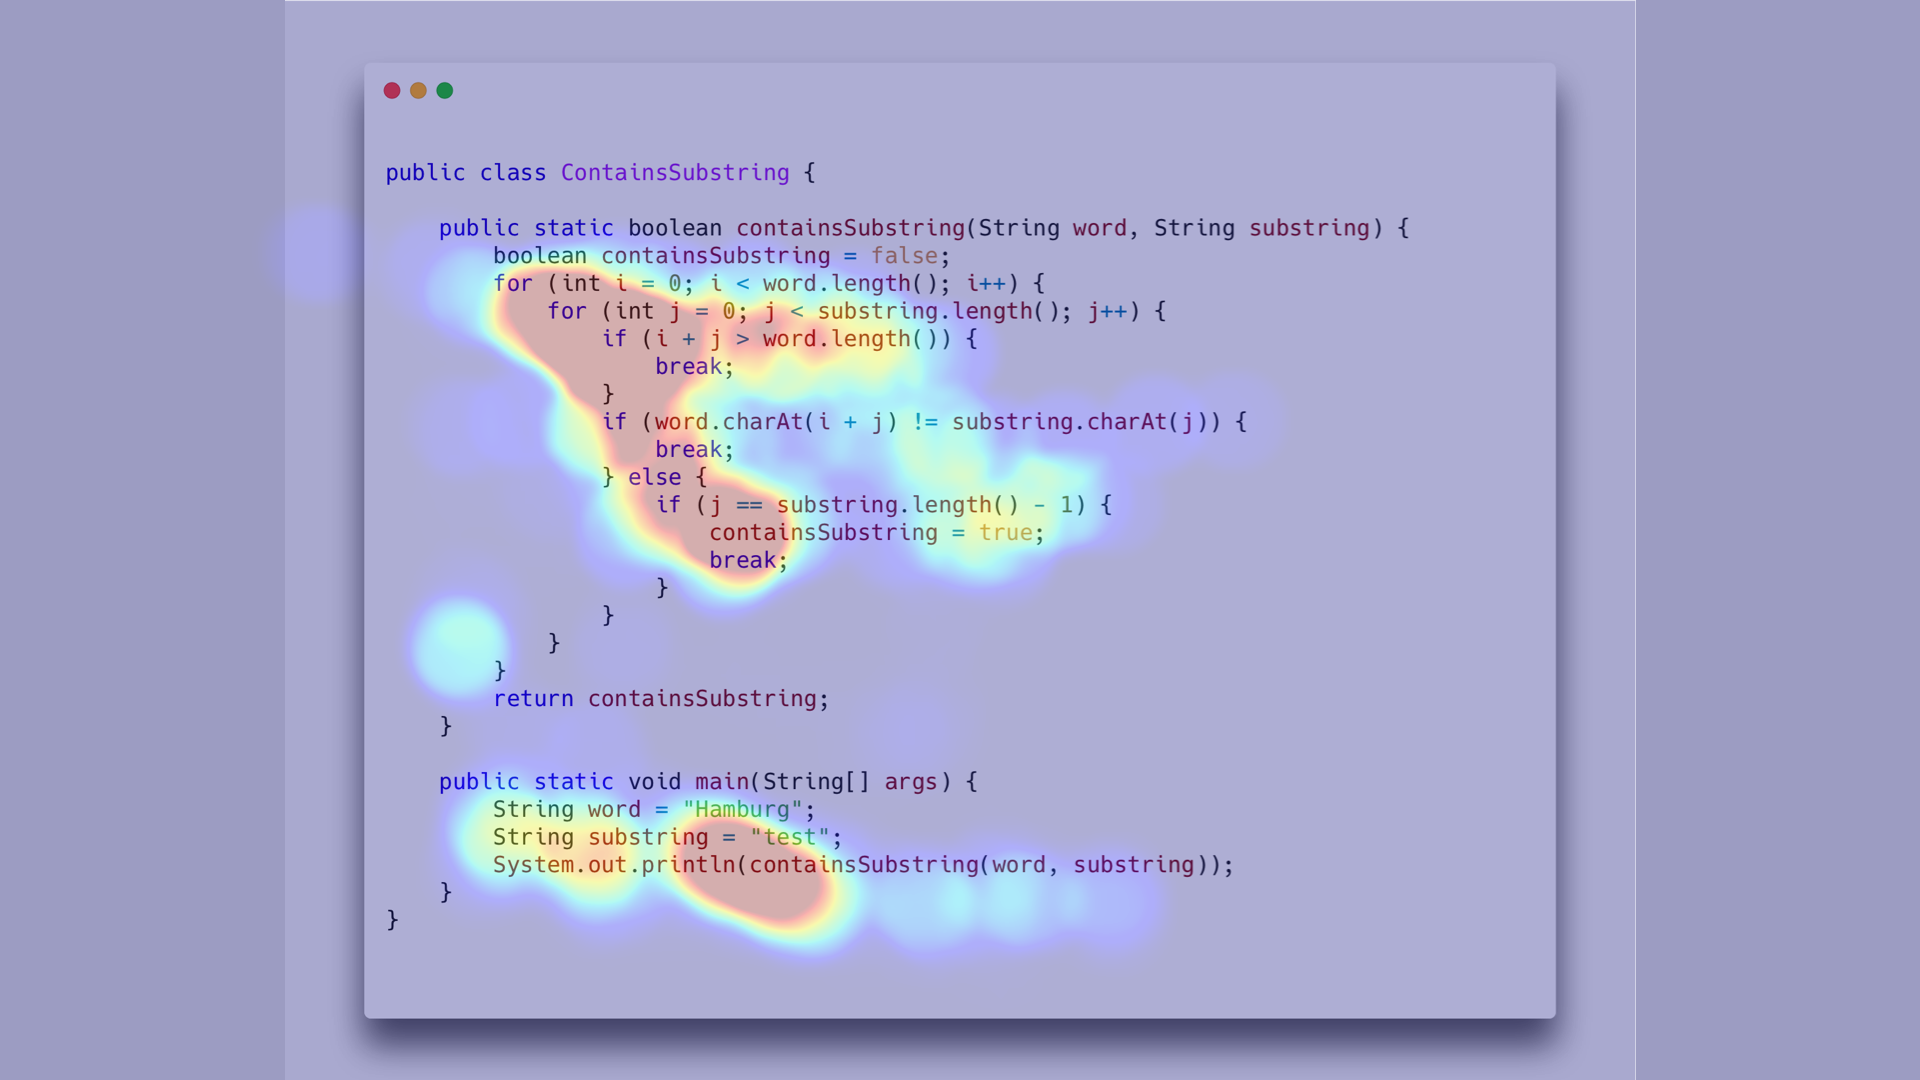 public class ContainsSubstring {
public static boolean containsSubstring(String word, String substring) {
boolean containsSubstring = false;
for (int i = 0; i < word.length(); i++) {
for (int j = 0; j < substring.length(); j++) {
if (i + j > word.length()) {
break;
}
if (word.charAt(i + j) != substring.charAt(j)) {
break;
} else {
if (j == substring.length() - 1) {
containsSubstring = true;
break;
}
}
}
}
return containsSubstring;
}
public static void main(String[] args) {
String word = "Hamburg";
String substring = "test";
System.out.println(containsSubstring(word, substring));
}
}